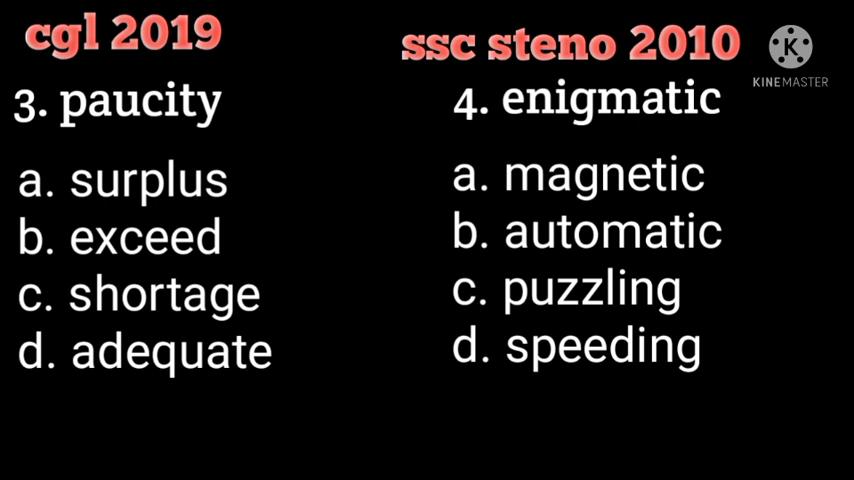 cgl 2019
3. paucity
a. surplus
b. exceed
c. shortage
d. adequate
ssc steno 2010
4. enigmatic
a. magnetic
b. automatic
c. puzzling
d. speeding
K
KINEMASTER